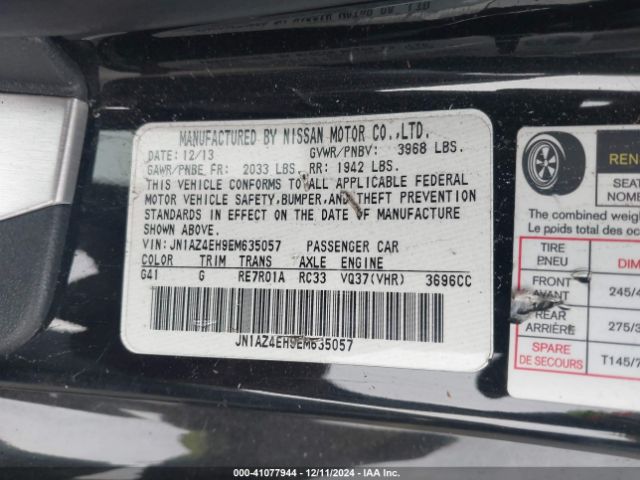 MANUFACTURED BY NISSAN MOTOR CO.,LTD.
DATE: 12/13 GVWR/PNBV: 3968 LBS.
GAWR/PNBE FR: 2033 LBS. RR: 1942 LBS.
THIS VEHICLE CONFORMS TO ALL APPLICABLE FEDERAL
MOTOR VEHICLE SAFETY, BUMPER, AND THEFT PREVENTION
STANDARDS IN EFFECT ON THE DATE OF MANUFACTURE
SHOWN ABOVE.
VIN: JN1AZ4EH9EM635057 PASSENGER CAR
COLOR TRIM TRANS AXLE ENGINE
G41 G RE7R01A RC33 VQ37(VHR) 3696CC
JN1AZ4EH9EM635057
SEAT
NOMB
The combined weigh
Le poids total des oc
TIRE
PNEU
DIM
FRONT
AVANT
245/4
REAR
ARRIÈRE
275/3
SPARE
DE SECOURS
T145/7
000-41077944 - 12/11/2024 - IAA Inc.